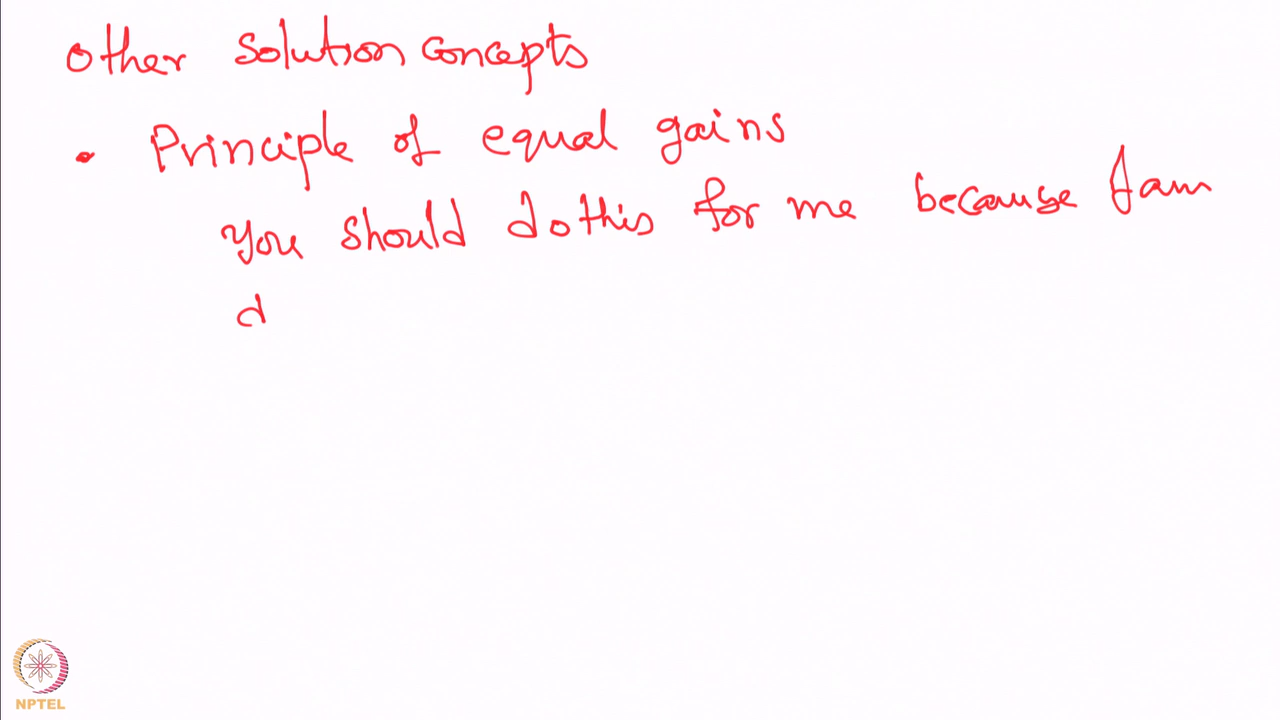 Other Solution Concepts
• Principle of equal gains
You should do this for me because I am
d
NPTEL